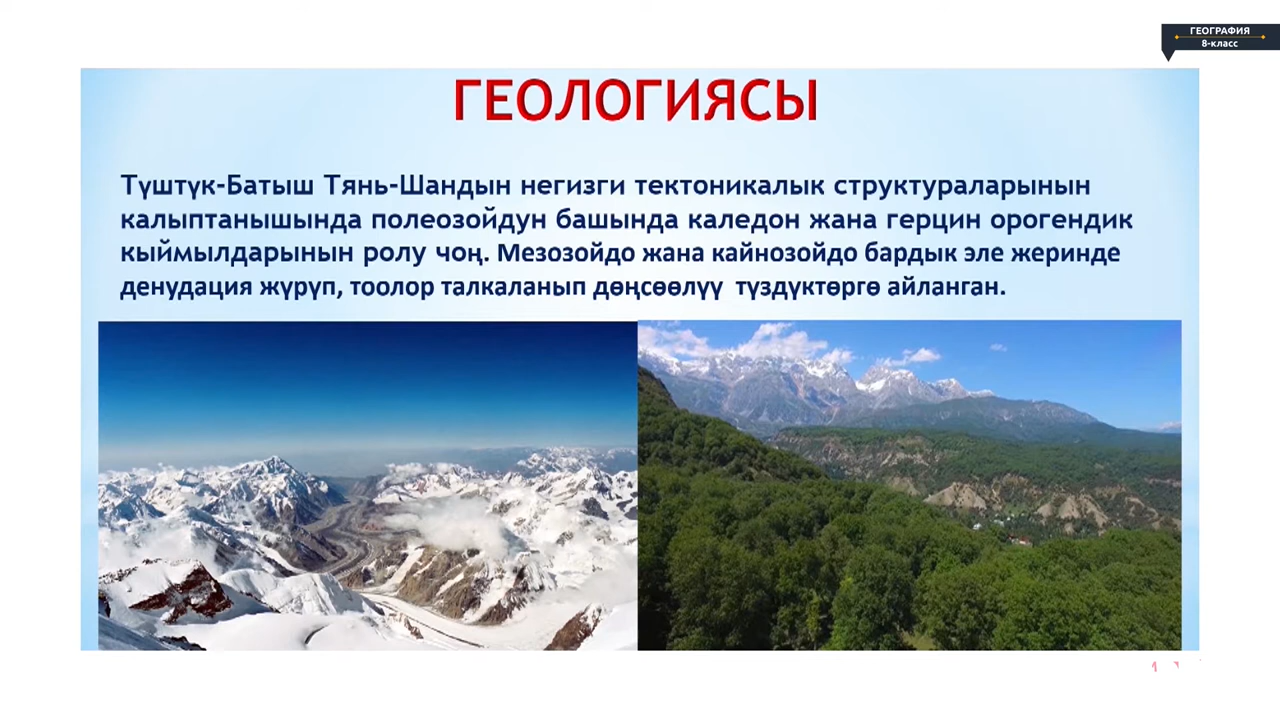 ГЕОГРАФИЯ
8-класс
ГЕОЛОГИЯСЫ
Түштүк-Батыш Тянь-Шандын негизги тектоникалык структураларынын
калыптанышында полеозойдун башында каледон жана герцин орогендик
кыймылдарынын ролу чоң. Мезозойдо жана кайнозойдо бардык эле жеринде
денудация жүрүп, тоолор талкаланып дөңсөөлүү түздүктөргө айланган.